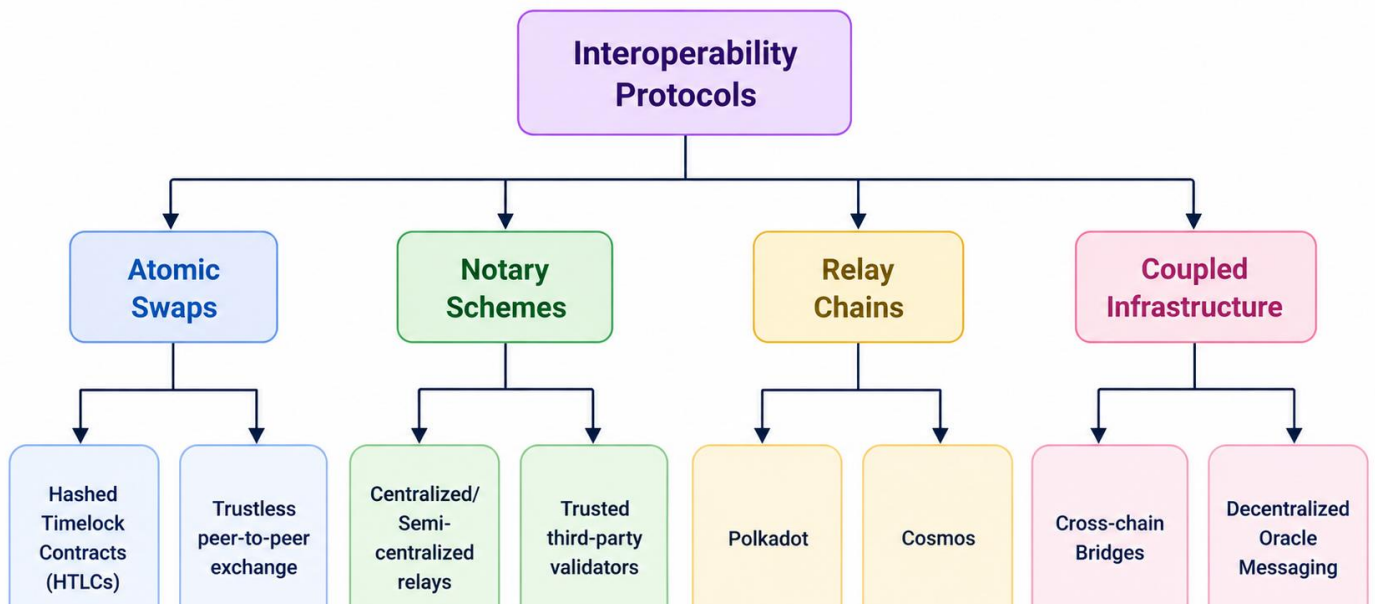 Interoperability
Protocols
Atomic
Swaps
Notary
Schemes
Relay
Chains
Coupled
Infrastructure
Hashed
Timelock
Contracts
(HTLCs)
Trustless
peer-to-peer
exchange
Centralized/
Semi-
centralized
relays
Trusted
third-party
validators
Polkadot
Cosmos
Cross-chain
Bridges
Decentralized
Oracle
Messaging